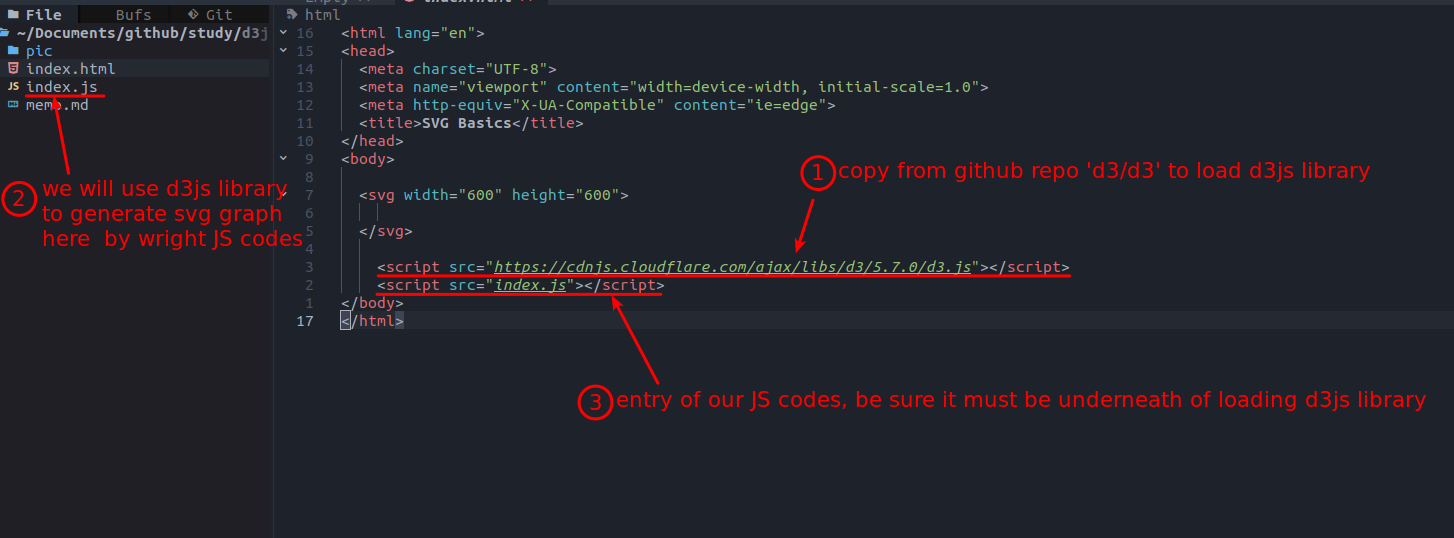 File Bufs Git
~/Documents/github/study/d3j
pic
index.html
JS index.js
memo.md
html
16 <html lang="en">
15 <head>
14 <meta charset="UTF-8">
13 <meta name="viewport" content="width=device-width, initial-scale=1.0">
12 <meta http-equiv="X-UA-Compatible" content="ie=edge">
11 <title>SVG Basics</title>
10 </head>
9 <body>
8
7 <svg width="600" height="600">
6
5 </svg>
4
3 <script src="https://cdnjs.cloudflare.com/ajax/libs/d3/5.7.0/d3.js"></script>
2 <script src="index.js"></script>
1 </body>
17 </html>
1 copy from github repo 'd3/d3' to load d3js library
2 we will use d3js library
to generate svg graph
here by wright JS codes
3 entry of our JS codes, be sure it must be underneath of loading d3js library